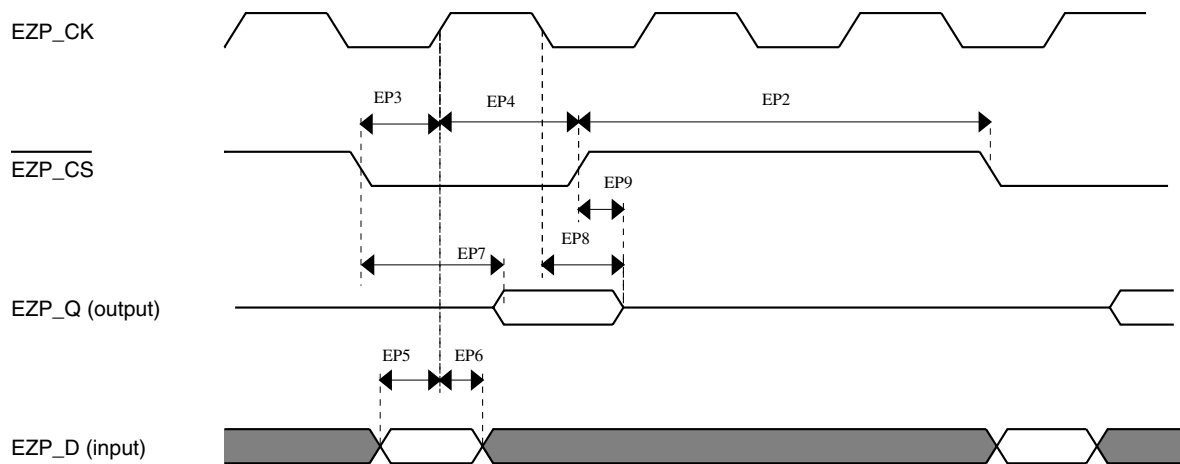 EZP_CK
EP3
EP4
EP2
EZP_CS
EP9
EP8
EP7
EZP_Q (output)
EP5
EP6
EZP_D (input)